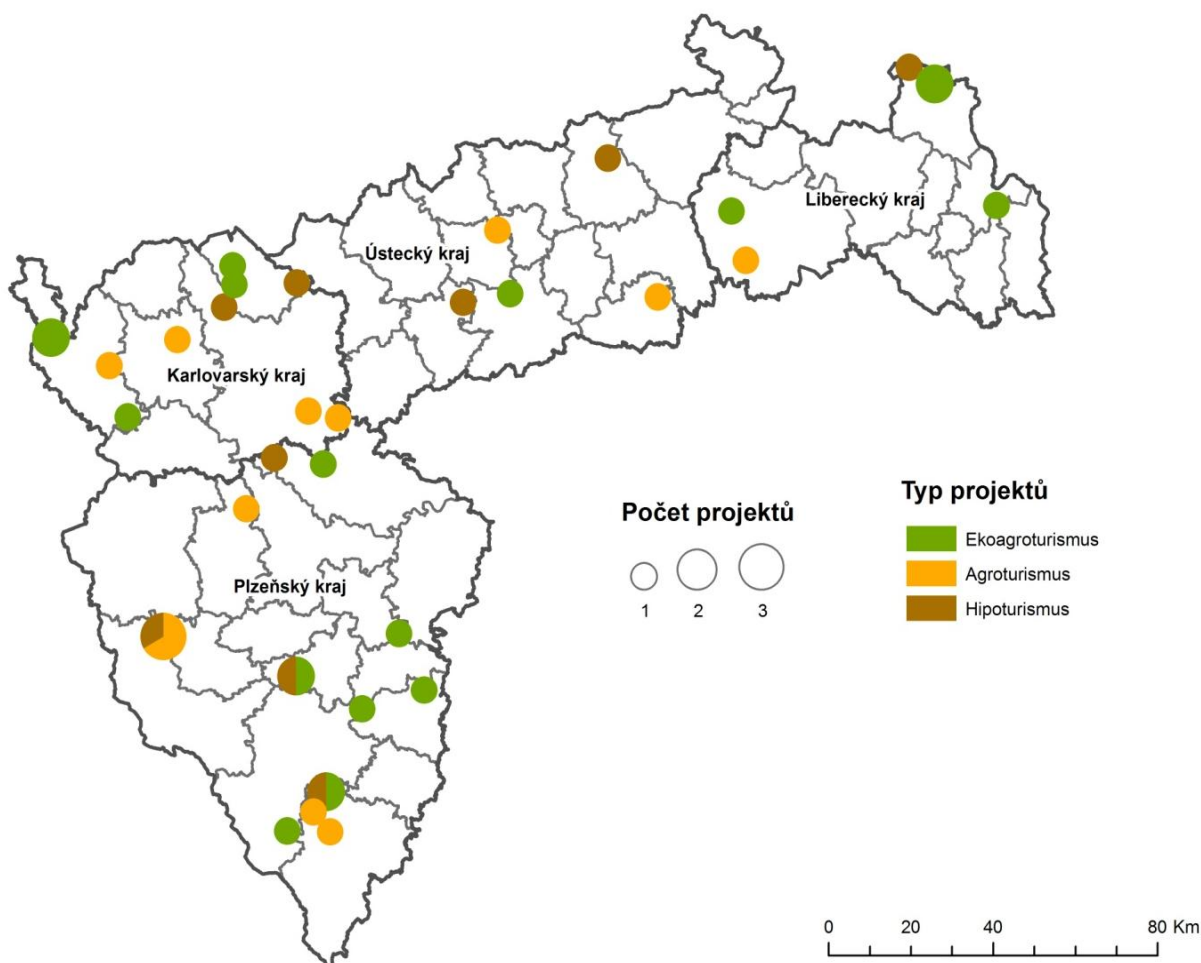 Liberecký kraj
Ústecký kraj
Karlovarský kraj
Plzeňský kraj
Počet projektů
1 2 3
Typ projektů
Ekoagroturismus
Agroturismus
Hipoturismus
0 20 40 80 Km